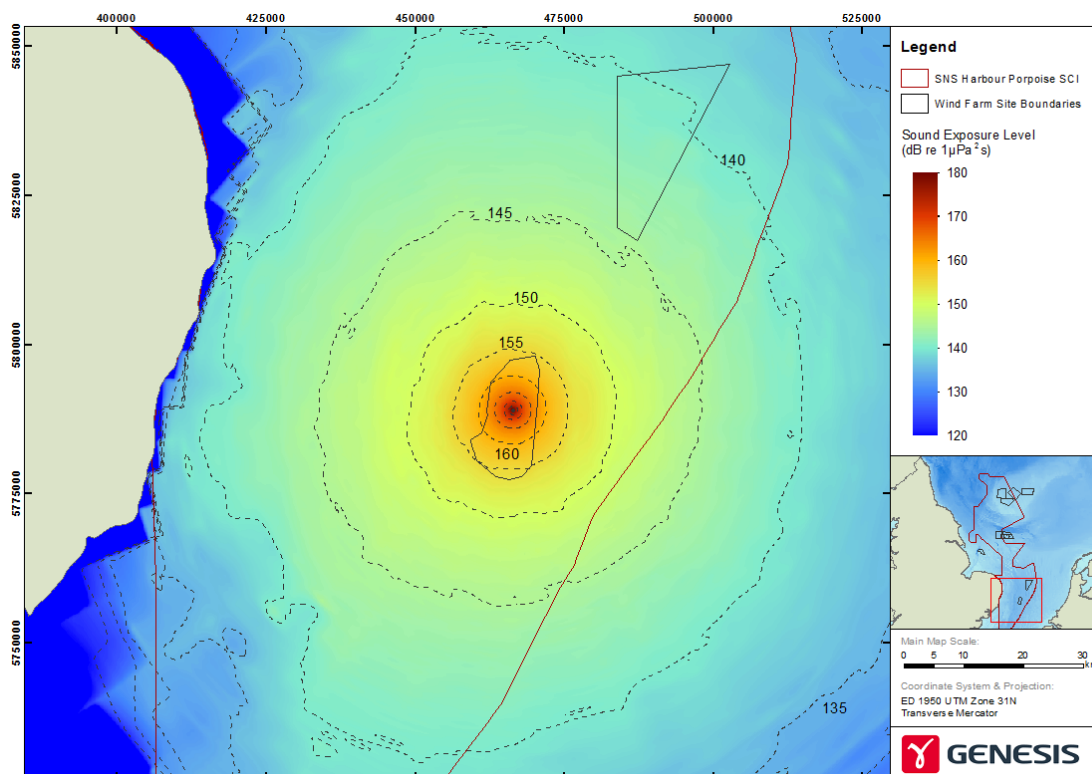 400000 425000 450000 475000 500000 525000
5850000
5825000
5800000
5775000
5750000
140
145
150
155
160
135
Legend
SNS Harbour Porpoise SCI
Wind Farm Site Boundaries
Sound Exposure Level
(dB re 1µPa²s)
180
170
160
150
140
130
120
Main Map Scale:
0 5 10 20 30
km
Coordinate System & Projection:
ED 1950 UTM Zone 31N
Transverse Mercator
GENESIS